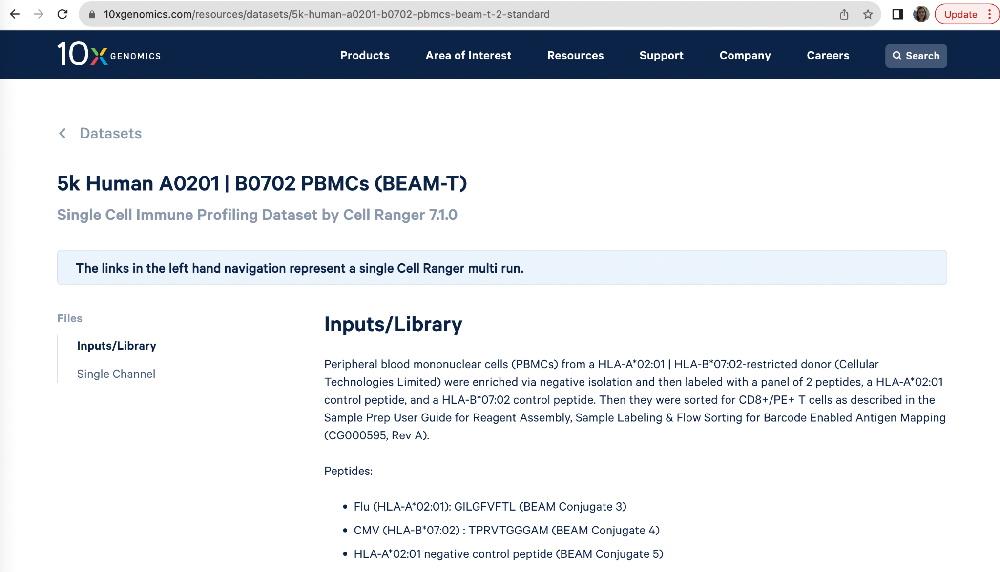 10xgenomics.com/resources/datasets/5k-human-a0201-b0702-pbmcs-beam-t-2-standard
Update
10x GENOMICS
Products
Area of Interest
Resources
Support
Company
Careers
Search
Datasets
5k Human A0201 | B0702 PBMCs (BEAM-T)
Single Cell Immune Profiling Dataset by Cell Ranger 7.1.0
The links in the left hand navigation represent a single Cell Ranger multi run.
Files
Inputs/Library
Single Channel
Inputs/Library
Peripheral blood mononuclear cells (PBMCs) from a HLA-A*02:01 | HLA-B*07:02-restricted donor (Cellular
Technologies Limited) were enriched via negative isolation and then labeled with a panel of 2 peptides, a HLA-A*02:01
control peptide, and a HLA-B*07:02 control peptide. Then they were sorted for CD8+/PE+ T cells as described in the
Sample Prep User Guide for Reagent Assembly, Sample Labeling & Flow Sorting for Barcode Enabled Antigen Mapping
(CG000595, Rev A).
Peptides:
• Flu (HLA-A*02:01): GILGFVFTL (BEAM Conjugate 3)
• CMV (HLA-B*07:02) : TPRVTGGGAM (BEAM Conjugate 4)
• HLA-A*02:01 negative control peptide (BEAM Conjugate 5)